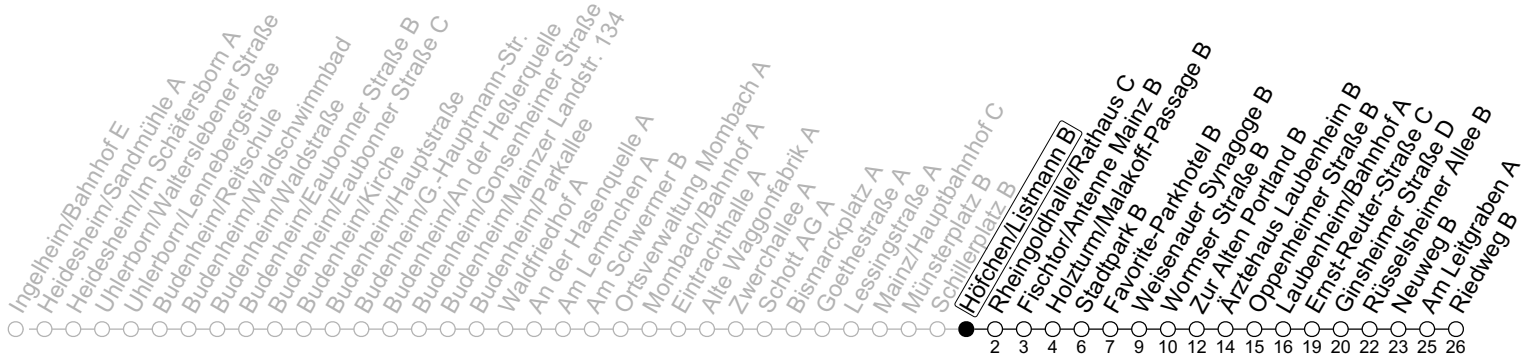 Ingelheim/Bahnhof E
Heidesheim/Sandmühle A
Heidesheim/Im Schäfersborn A
Uhlerborn/Walterslebener Straße
Uhlerborn/Lennebergstraße
Budenheim/Reitschule
Budenheim/Waldschwimmbad
Budenheim/Waldstraße
Budenheim/Eaubonner Straße B
Budenheim/Eaubonner Straße C
Budenheim/Kirche
Budenheim/Hauptstraße
Budenheim/G.-Hauptmann-Str.
Budenheim/An der Heßlerquelle
Budenheim/Gonsenheimer Straße
Budenheim/Mainzer Landstr. 134
Budenheim/Parkallee
Waldfriedhof A
An der Hasenquelle A
Am Lemmchen A
Am Schwermer B
Ortsverwaltung Mombach A
Mombach/Bahnhof A
Eintrachthalle A
Alte Waggonfabrik A
Zwerchallee A
Schott AG A
Bismarckplatz A
Goethestraße A
Lessingstraße A
Mainz/Hauptbahnhof C
Münsterplatz B
Schillerplatz B
Höfchen/Listmann B
Rheingoldhalle/Rathaus C
Fischtor/Antenne Mainz B
Holzturm/Malakoff-Passage B
Stadtpark B
Favorite-Parkhotel B
Weisenauer Synagoge B
Wormser Straße B
Zur Alten Portland B
Ärztehaus Laubenheim B
Oppenheimer Straße B
Laubenheim/Bahnhof A
Ernst-Reuter-Straße C
Ginsheimer Straße D
Rüsselsheimer Allee B
Neuweg B
Am Leitgraben A
Riedweg B
2 3 4 6 7 9 10 12 14 15 16 19 20 22 23 25 26